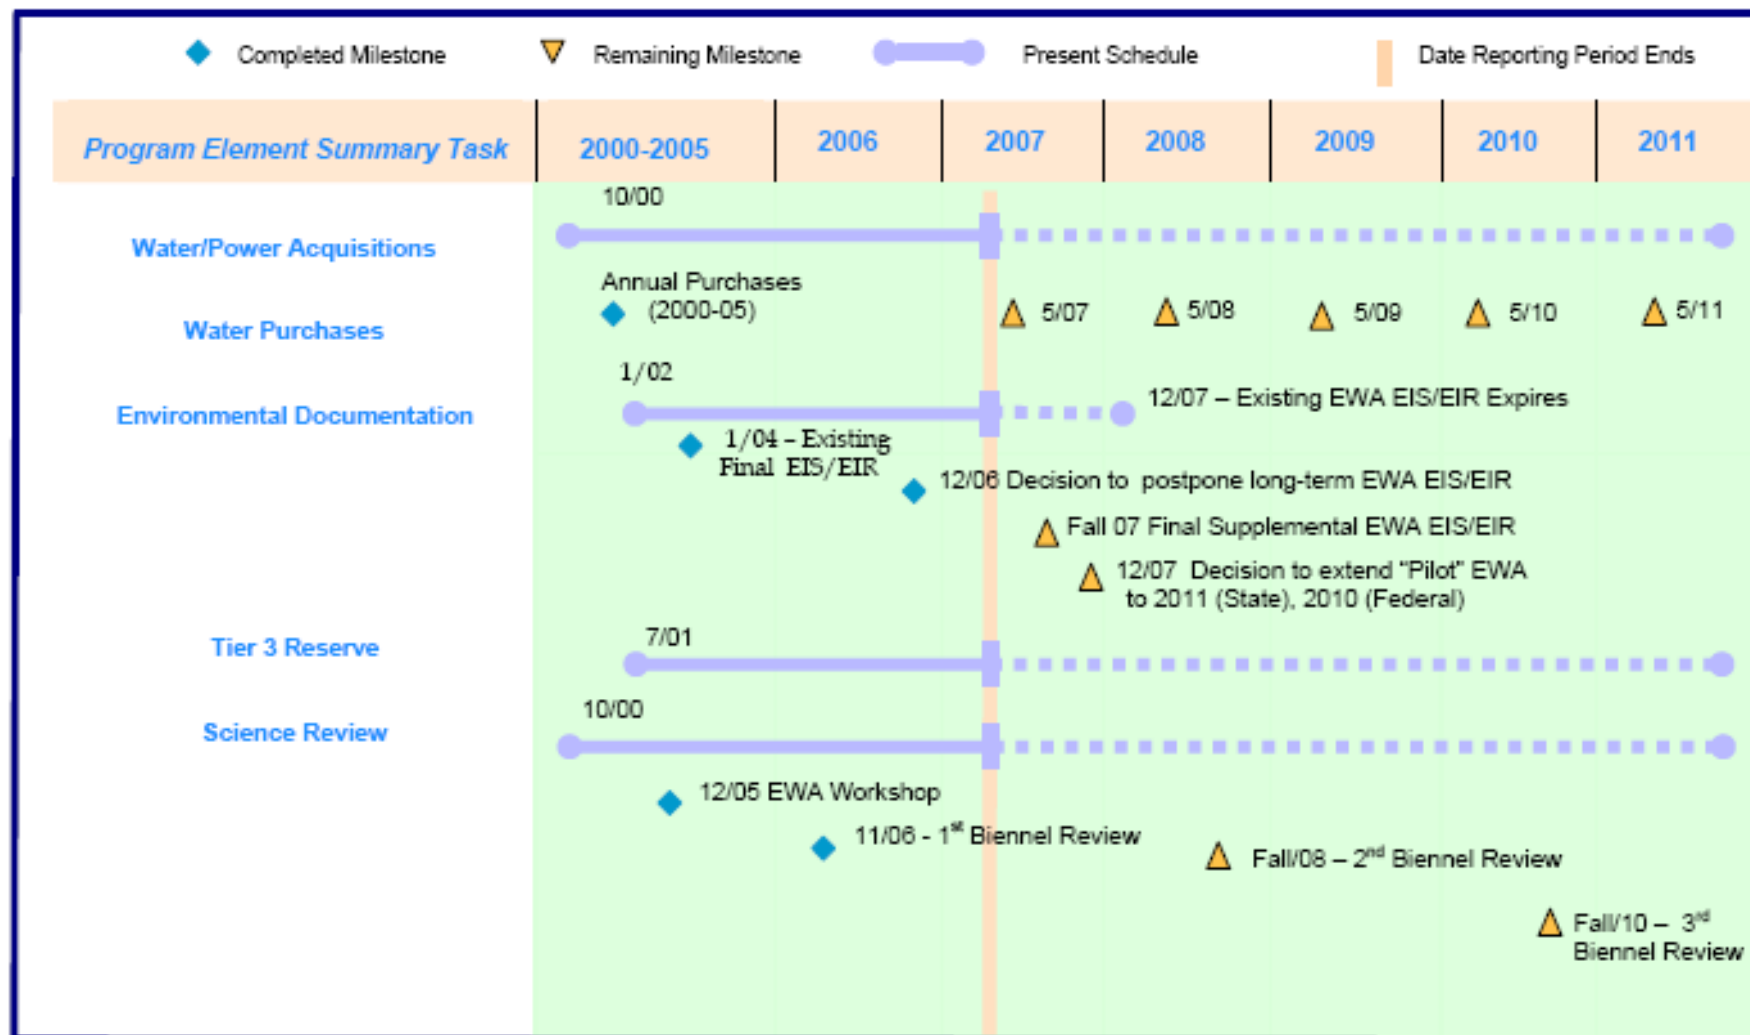 Completed Milestone
Remaining Milestone
Present Schedule
Date Reporting Period Ends
Program Element Summary Task
2000-2005
2006
2007
2008
2009
2010
2011
10/00
Water/Power Acquisitions
Annual Purchases
(2000-05)
Water Purchases
5/07
5/08
5/09
5/10
5/11
1/02
Environmental Documentation
12/07 – Existing EWA EIS/EIR Expires
1/04 – Existing
Final EIS/EIR
12/06 Decision to postpone long-term EWA EIS/EIR
Fall 07 Final Supplemental EWA EIS/EIR
12/07 Decision to extend "Pilot" EWA
to 2011 (State), 2010 (Federal)
Tier 3 Reserve
7/01
Science Review
10/00
12/05 EWA Workshop
11/06 - 1st Biennel Review
Fall/08 – 2nd Biennel Review
Fall/10 – 3rd
Biennel Review